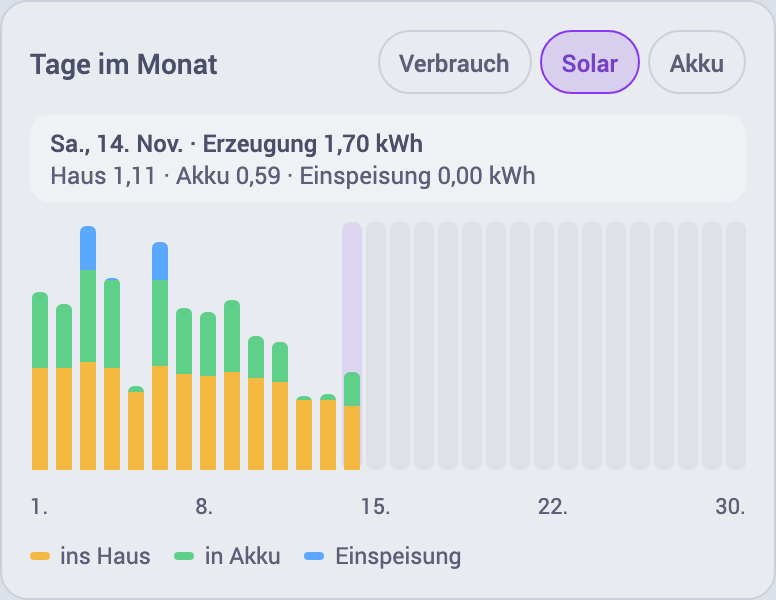 Tage im Monat
Verbrauch
Solar
Akku
Sa., 14. Nov. · Erzeugung 1,70 kWh
Haus 1,11 · Akku 0,59 · Einspeisung 0,00 kWh
1.
8.
15.
22.
30.
ins Haus
in Akku
Einspeisung